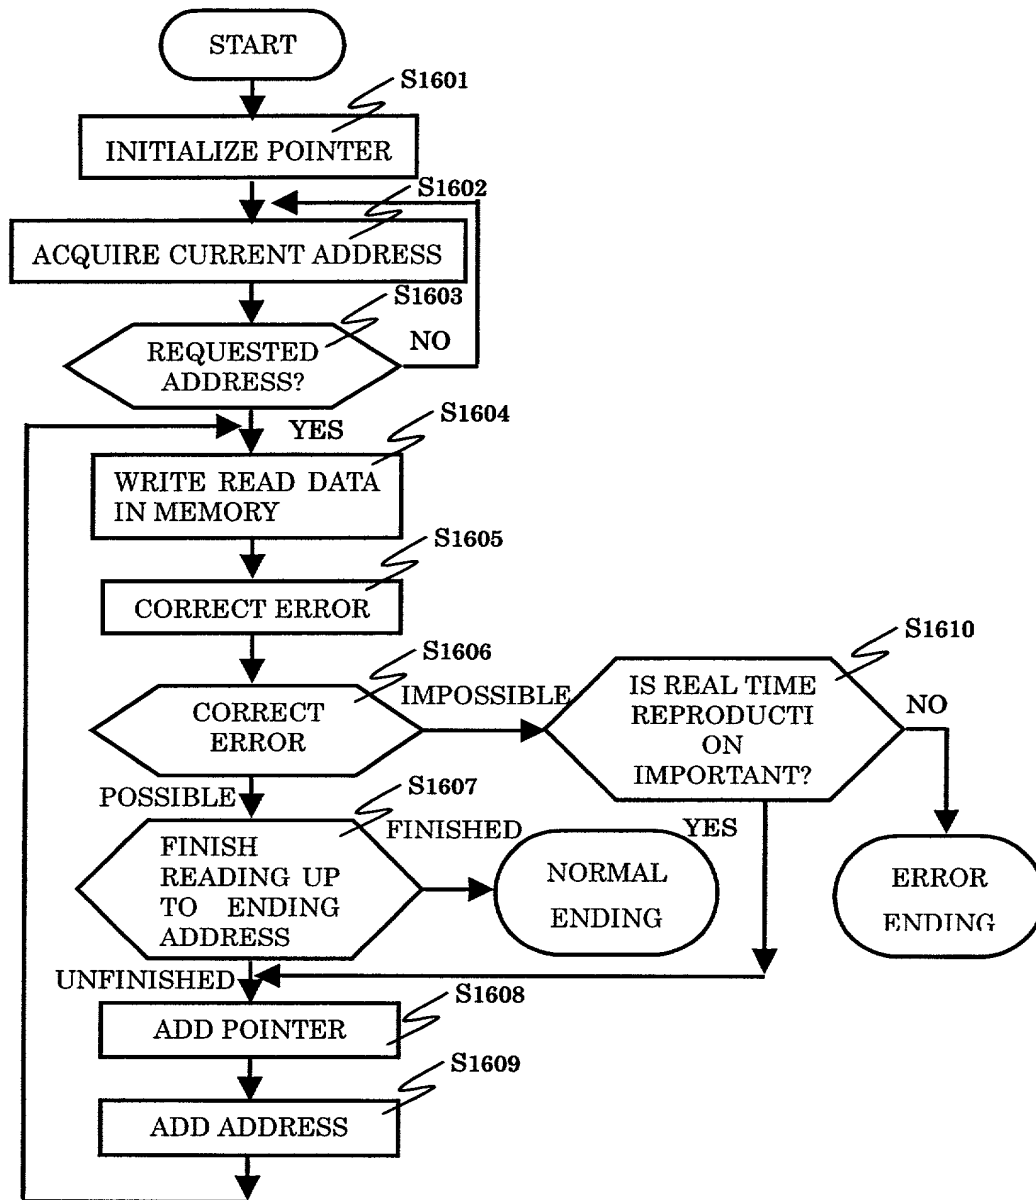 START
S1601
INITIALIZE POINTER
S1602
ACQUIRE CURRENT ADDRESS
S1603
REQUESTED
ADDRESS?
NO
YES
S1604
WRITE READ DATA
IN MEMORY
S1605
CORRECT ERROR
S1606
CORRECT
ERROR
IMPOSSIBLE
S1610
IS REAL TIME
REPRODUCTI
ON
IMPORTANT?
NO
POSSIBLE
S1607
FINISHED
YES
FINISH
READING UP
TO ENDING
ADDRESS
NORMAL
ENDING
ERROR
ENDING
UNFINISHED
S1608
ADD POINTER
S1609
ADD ADDRESS